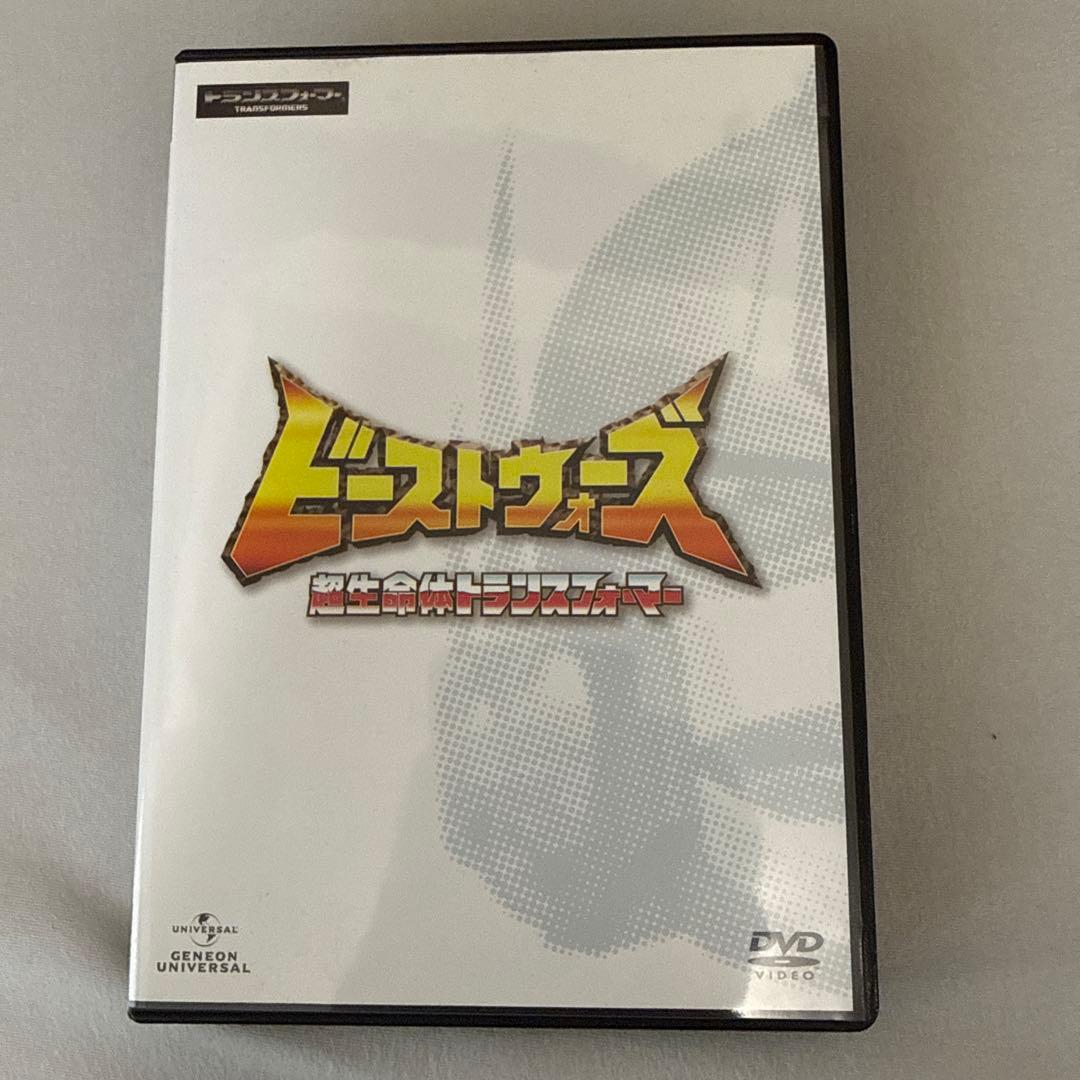 トランスフォーマー
TRANSFORMERS
ビーストウォーズ
超生命体トランスフォーマー
UNIVERSAL
GENEON
UNIVERSAL
DVD
VIDEO